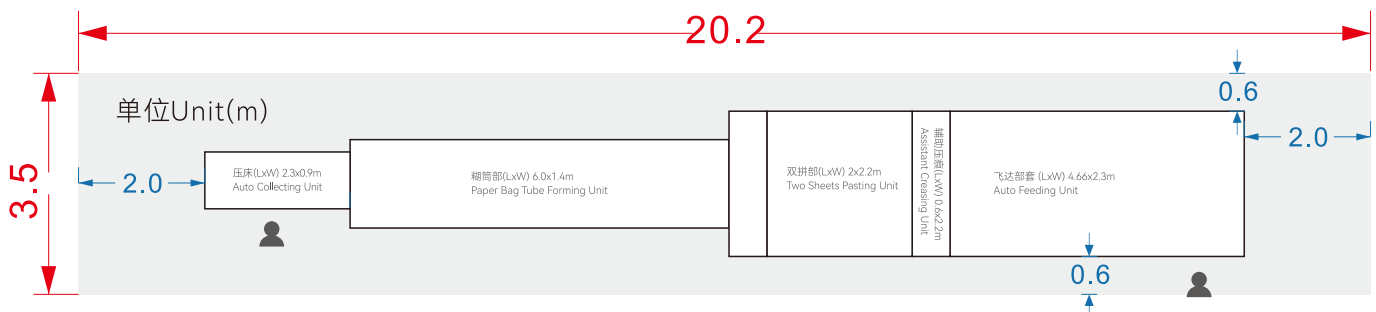 20.2
单位Unit(m)
0.6
2.0
3.5
2.0
压床(LxW) 2.3x0.9m
Auto Collecting Unit
糊筒部(LxW) 6.0x1.4m
Paper Bag Tube Forming Unit
双拼部(LxW) 2x2.2m
Two Sheets Pasting Unit
辅助压痕(LxW) 0.6x2.2m
Assistant Creasing Unit
飞达部套 (LxW) 4.66x2.3m
Auto Feeding Unit
0.6